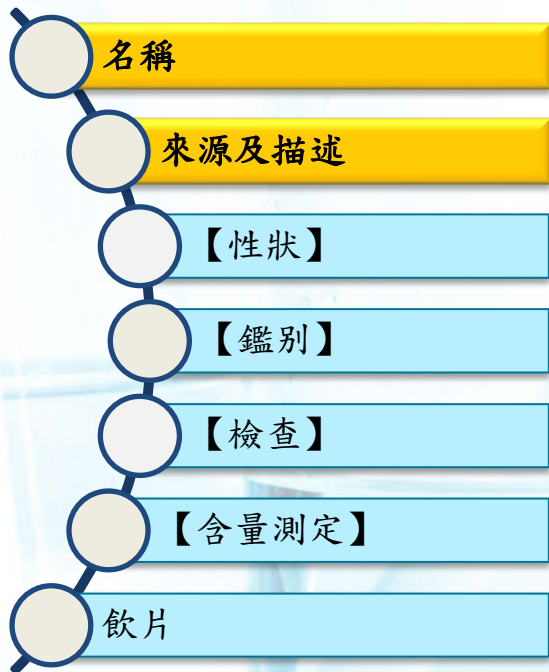 名稱
來源及描述
【性狀】
【鑑別】
【檢查】
【含量測定】
飲片